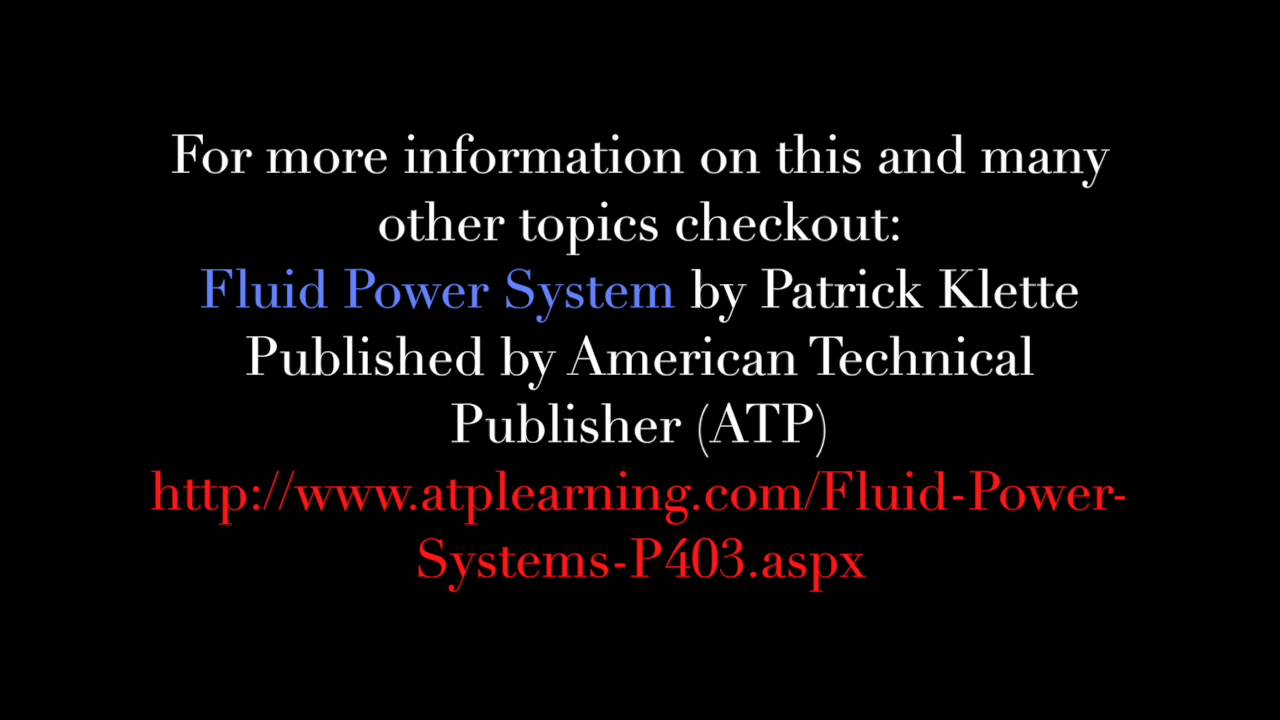 For more information on this and many
other topics checkout:
Fluid Power System by Patrick Klette
Published by American Technical
Publisher (ATP)
http://www.atplearning.com/Fluid-Power-
Systems-P403.aspx